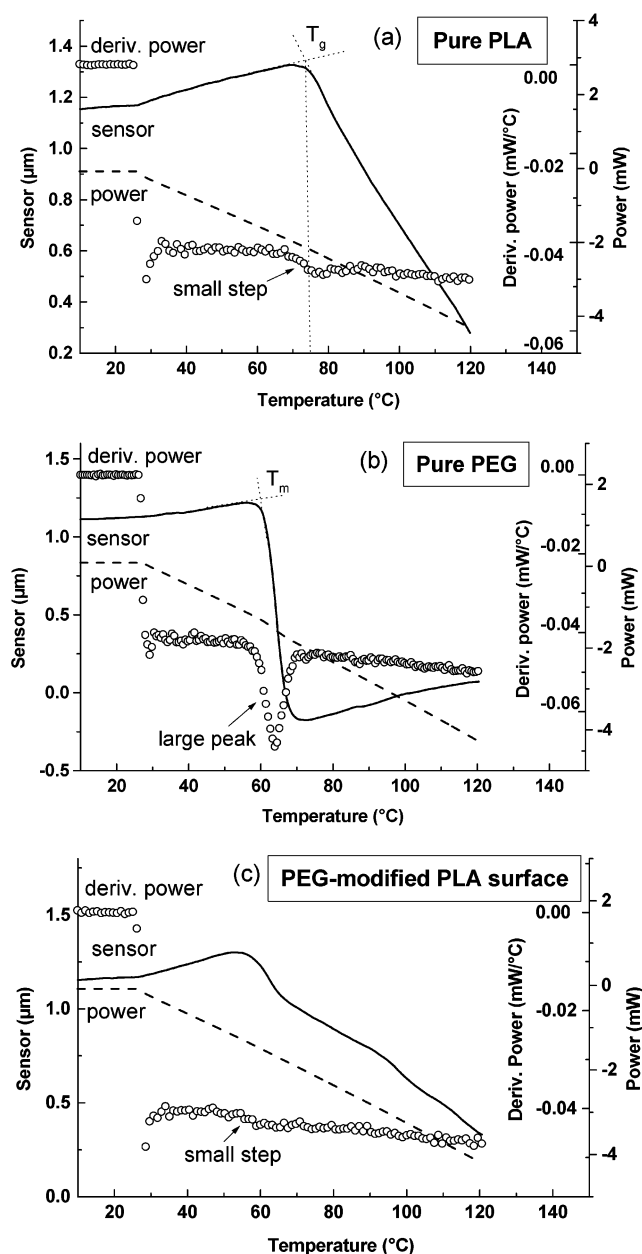 (a) Pure PLA
deriv. power
T_g
sensor
power
small step
Sensor (µm)
1.4
1.2
1.0
0.8
0.6
0.4
0.2
20 40 60 80 100 120 140
Temperature (°C)
0.00
-0.02
-0.04
-0.06
Deriv. power (mW/°C)
4
2
0
-2
-4
Power (mW)
(b) Pure PEG
deriv. power
T_m
sensor
power
large peak
Sensor (µm)
1.5
1.0
0.5
0.0
-0.5
20 40 60 80 100 120 140
Temperature (°C)
0.00
-0.02
-0.04
-0.06
Deriv. power (mW/°C)
2
0
-2
-4
Power (mW)
(c) PEG-modified PLA surface
deriv. power
sensor
power
small step
Sensor (µm)
1.5
1.0
0.5
0.0
20 40 60 80 100 120 140
Temperature (°C)
0.00
-0.02
-0.04
Deriv. Power (mW/°C)
2
0
-2
-4
Power (mW)